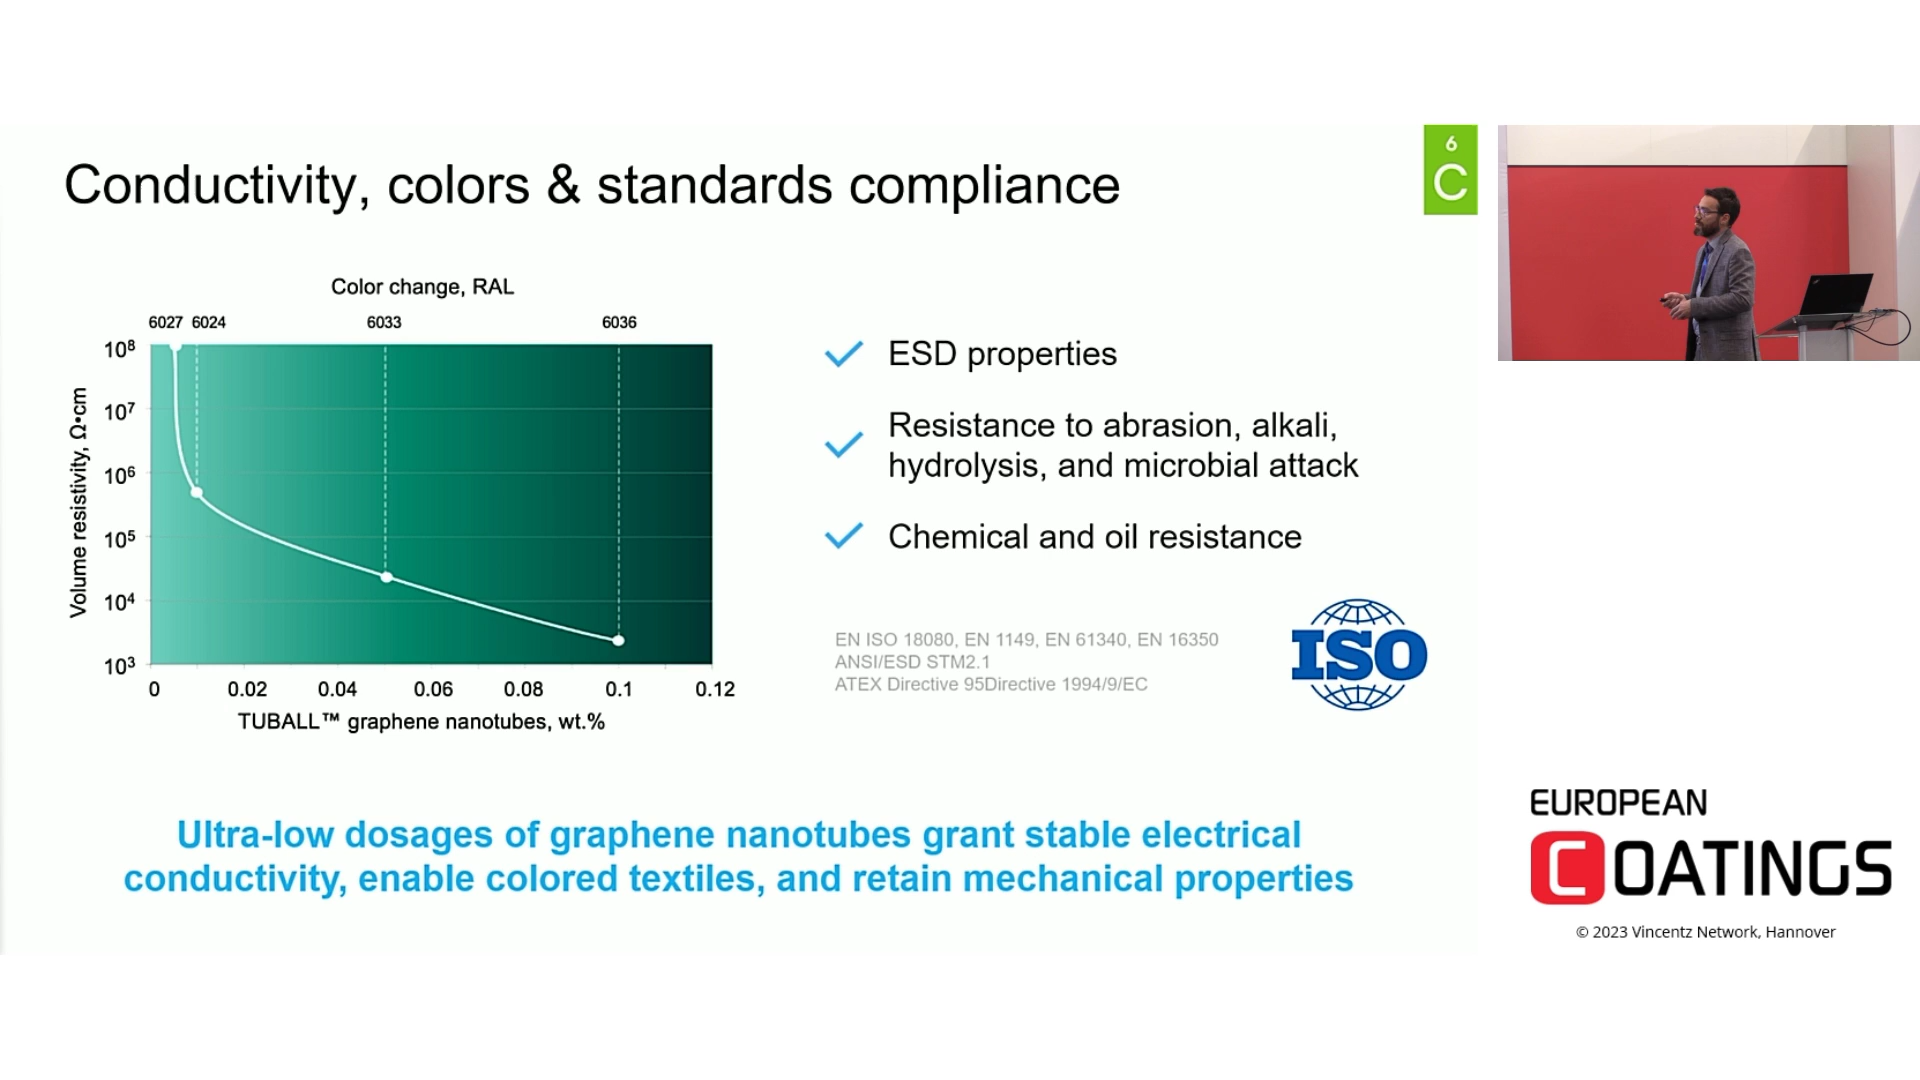 Conductivity, colors & standards compliance
6
C
Color change, RAL
6027 6024 6033 6036
10⁸
10⁷
10⁶
10⁵
10⁴
10³
Volume resistivity, Ω•cm
0 0.02 0.04 0.06 0.08 0.1 0.12
TUBALL™ graphene nanotubes, wt.%
ESD properties
Resistance to abrasion, alkali,
hydrolysis, and microbial attack
Chemical and oil resistance
EN ISO 18080, EN 1149, EN 61340, EN 16350
ANSI/ESD STM2.1
ATEX Directive 95Directive 1994/9/EC
ISO
Ultra-low dosages of graphene nanotubes grant stable electrical
conductivity, enable colored textiles, and retain mechanical properties
EUROPEAN
COATINGS
© 2023 Vincentz Network, Hannover